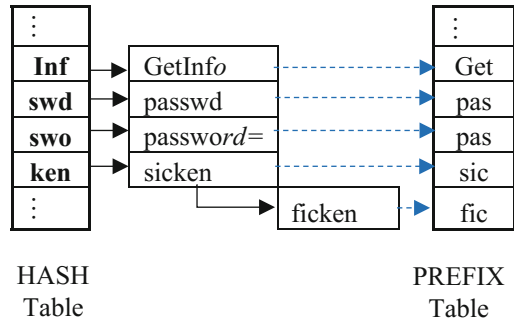 ⋮ ⋮
Inf GetInfo Get
swd passwd pas
swo password= pas
ken sicken sic
⋮ ficken fic
HASH PREFIX
Table Table